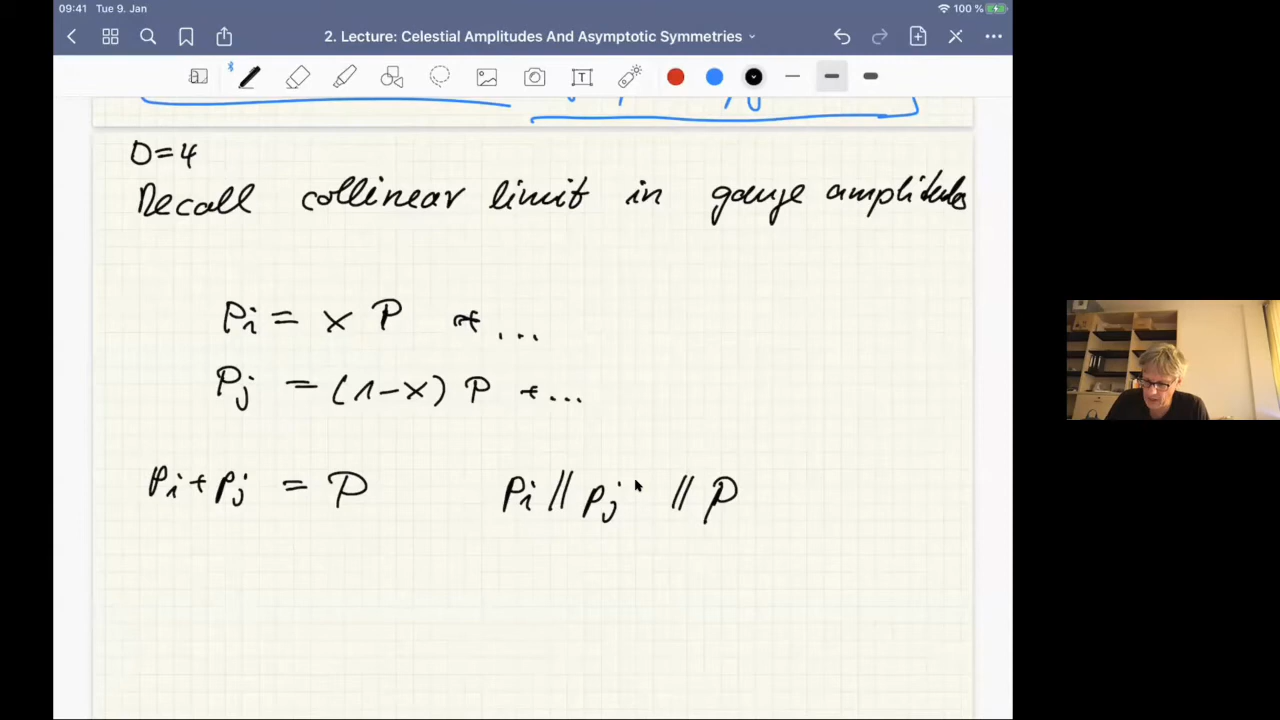 09:41 Tue 9. Jan 100 %
2. Lecture: Celestial Amplitudes And Asymptotic Symmetries
D=4
Recall collinear limit in gauge amplitudes
pi = x P + ...
pj = (1-x) P + ...
pi + pj = P pi // pj // P